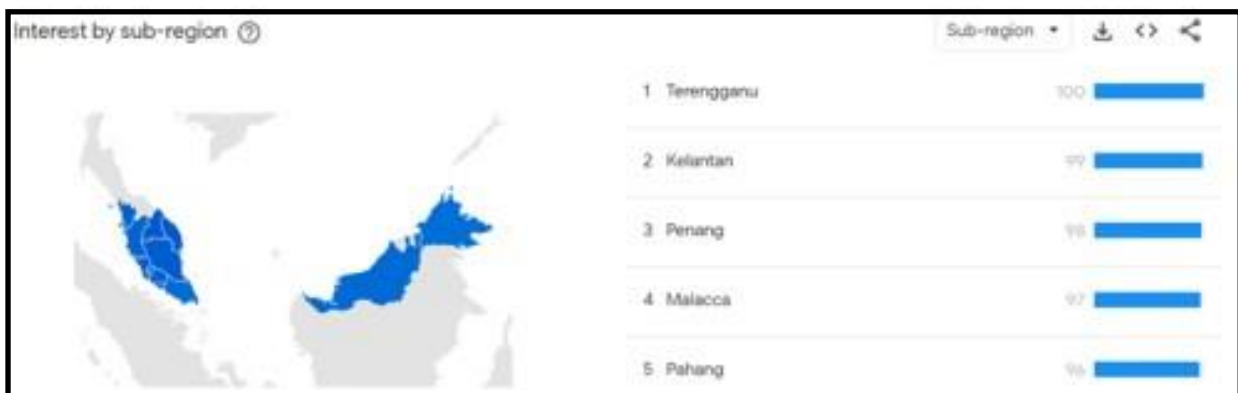 Interest by sub-region
Sub-region
1 Terengganu 100
2 Kelantan 99
3 Penang 98
4 Malacca 97
5 Pahang 96